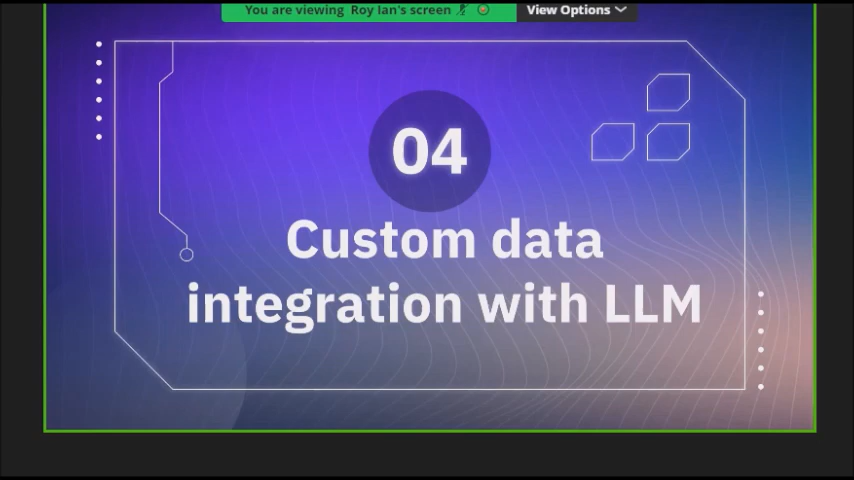 You are viewing Roy Ian's screen View Options
04
Custom data
integration with LLM